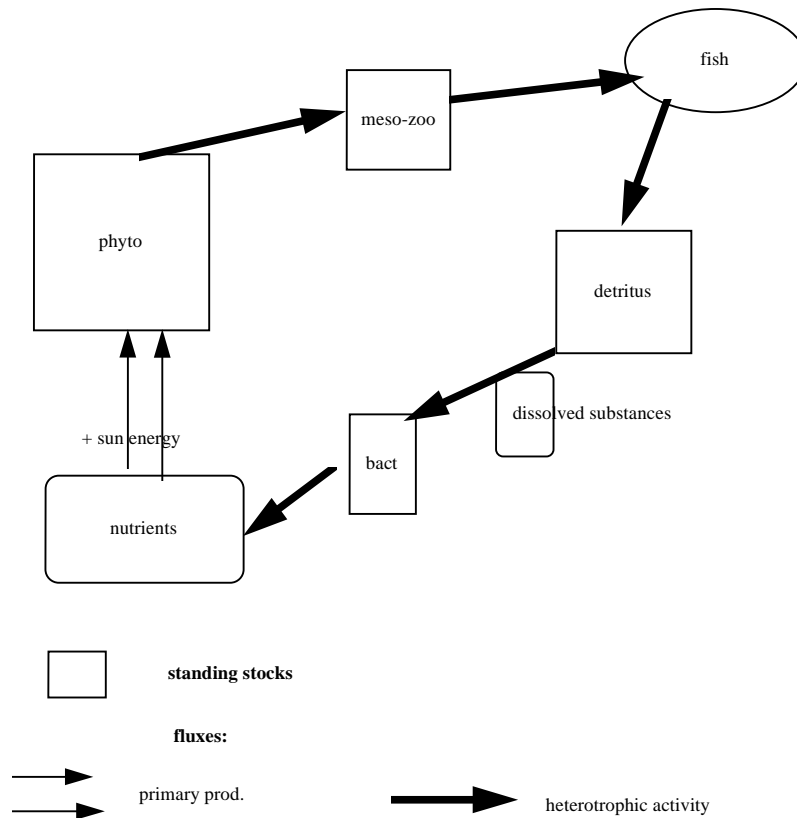 fish
meso-zoo
phyto
detritus
dissolved substances
+ sun energy
bact
nutrients
standing stocks
fluxes:
primary prod.
heterotrophic activity